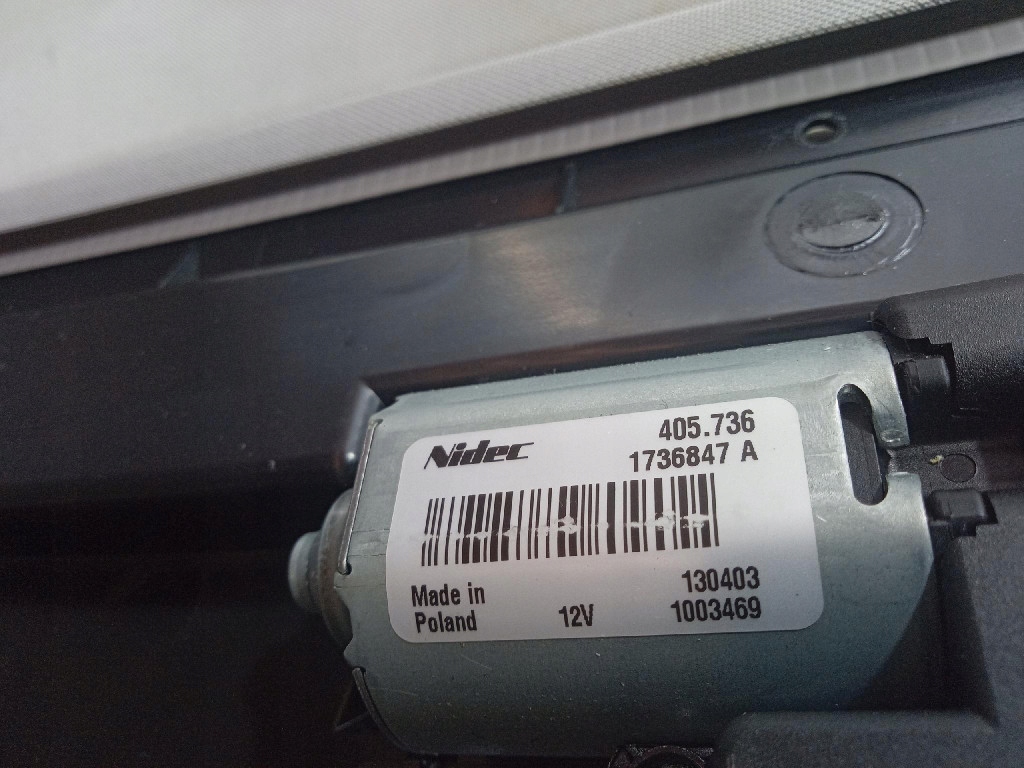 Nidec 405.736
1736847 A
Made in 130403
Poland 12V 1003469